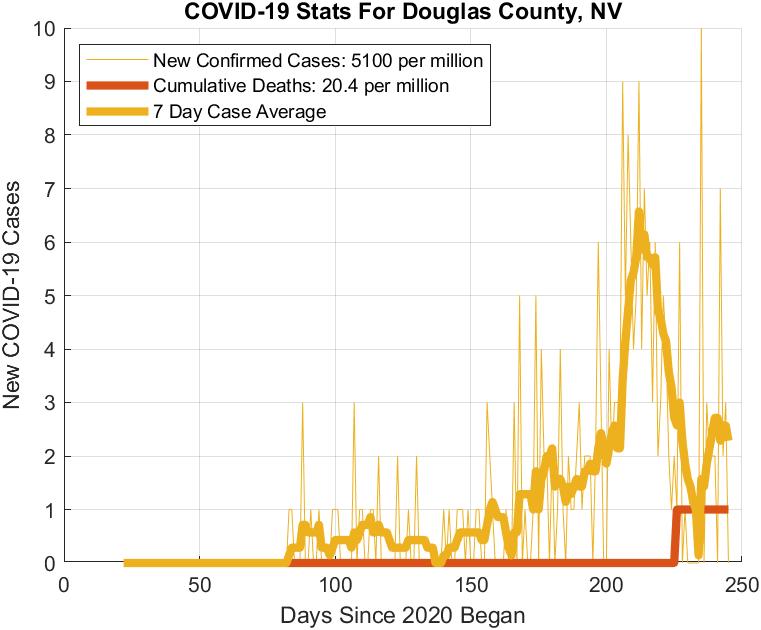 COVID-19 Stats For Douglas County, NV
New Confirmed Cases: 5100 per million
Cumulative Deaths: 20.4 per million
7 Day Case Average
New COVID-19 Cases
10
9
8
7
6
5
4
3
2
1
0
0 50 100 150 200 250
Days Since 2020 Began